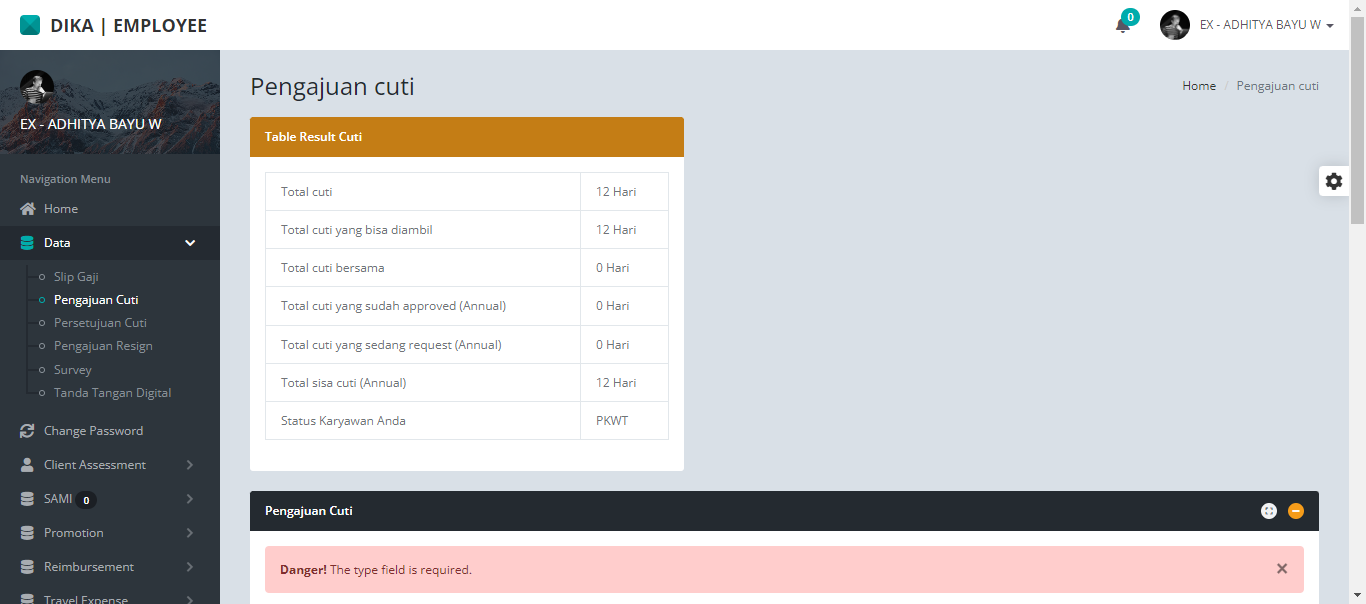 DIKA | EMPLOYEE
0
EX - ADHITYA BAYU W
EX - ADHITYA BAYU W
Navigation Menu
Home
Data
Slip Gaji
Pengajuan Cuti
Persetujuan Cuti
Pengajuan Resign
Survey
Tanda Tangan Digital
Change Password
Client Assessment
SAMI 0
Promotion
Reimbursement
Travel Expense
Pengajuan cuti
Home / Pengajuan cuti
Table Result Cuti
Total cuti 12 Hari
Total cuti yang bisa diambil 12 Hari
Total cuti bersama 0 Hari
Total cuti yang sudah approved (Annual) 0 Hari
Total cuti yang sedang request (Annual) 0 Hari
Total sisa cuti (Annual) 12 Hari
Status Karyawan Anda PKWT
Pengajuan Cuti
Danger! The type field is required. ×